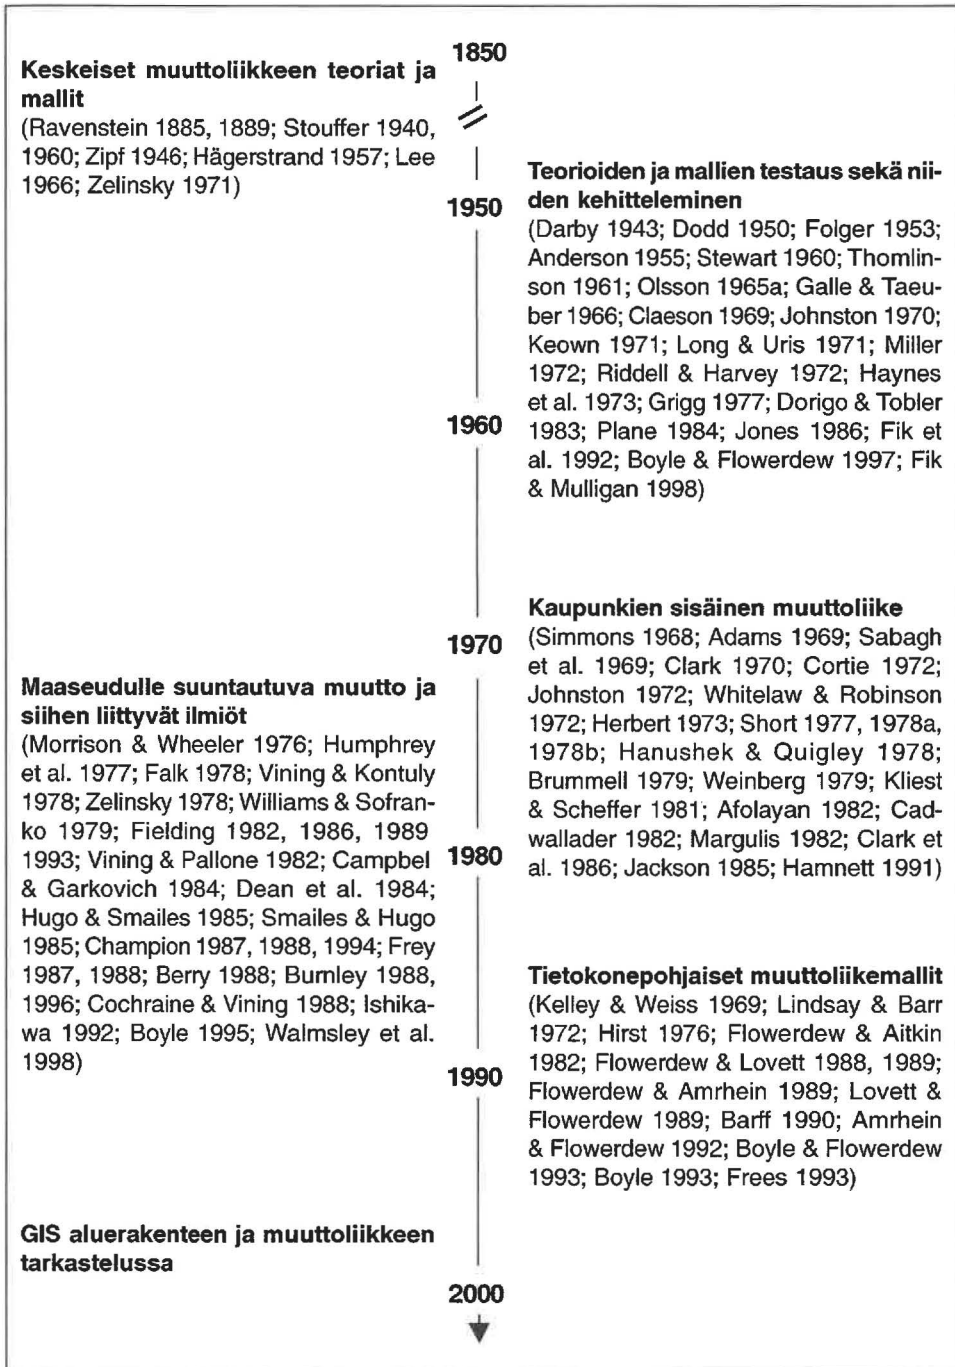 1850
Keskeiset muuttoliikkeen teoriat ja
mallit
(Ravenstein 1885, 1889; Stouffer 1940,
1960; Zipf 1946; Hägerstrand 1957; Lee
1966; Zelinsky 1971)
1950
Teorioiden ja mallien testaus sekä nii-
den kehitteleminen
(Darby 1943; Dodd 1950; Folger 1953;
Anderson 1955; Stewart 1960; Thomlin-
son 1961; Olsson 1965a; Galle & Taeu-
ber 1966; Claeson 1969; Johnston 1970;
Keown 1971; Long & Uris 1971; Miller
1972; Riddell & Harvey 1972; Haynes
et al. 1973; Grigg 1977; Dorigo & Tobler
1983; Plane 1984; Jones 1986; Fik et
al. 1992; Boyle & Flowerdew 1997; Fik
& Mulligan 1998)
1960
Kaupunkien sisäinen muuttoliike
(Simmons 1968; Adams 1969; Sabagh
et al. 1969; Clark 1970; Cortie 1972;
Johnston 1972; Whitelaw & Robinson
1972; Herbert 1973; Short 1977, 1978a,
1978b; Hanushek & Quigley 1978;
Brummell 1979; Weinberg 1979; Kliest
& Scheffer 1981; Afolayan 1982; Cad-
wallader 1982; Margulis 1982; Clark et
al. 1986; Jackson 1985; Hamnett 1991)
1970
Maaseudulle suuntautuva muutto ja
siihen liittyvät ilmiöt
(Morrison & Wheeler 1976; Humphrey
et al. 1977; Falk 1978; Vining & Kontuly
1978; Zelinsky 1978; Williams & Sofran-
ko 1979; Fielding 1982, 1986, 1989
1993; Vining & Pallone 1982; Campbel
& Garkovich 1984; Dean et al. 1984;
Hugo & Smailes 1985; Smailes & Hugo
1985; Champion 1987, 1988, 1994; Frey
1987, 1988; Berry 1988; Burnley 1988,
1996; Cochraine & Vining 1988; Ishika-
wa 1992; Boyle 1995; Walmsley et al.
1998)
1980
Tietokonepohjaiset muuttoliikemallit
(Kelley & Weiss 1969; Lindsay & Barr
1972; Hirst 1976; Flowerdew & Aitkin
1982; Flowerdew & Lovett 1988, 1989;
Flowerdew & Amrhein 1989; Lovett &
Flowerdew 1989; Barff 1990; Amrhein
& Flowerdew 1992; Boyle & Flowerdew
1993; Boyle 1993; Frees 1993)
1990
GIS aluerakenteen ja muuttoliikkeen
tarkastelussa
2000